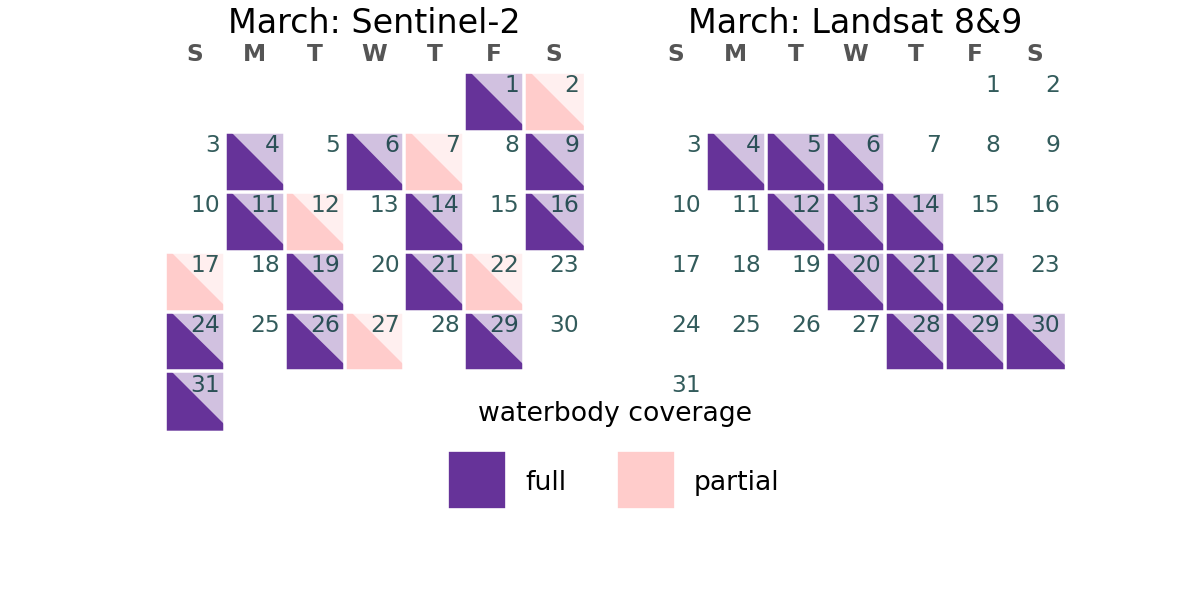 March: Sentinel-2
S M T W T F S
1 2
3 4 5 6 7 8 9
10 11 12 13 14 15 16
17 18 19 20 21 22 23
24 25 26 27 28 29 30
31
March: Landsat 8&9
S M T W T F S
1 2
3 4 5 6 7 8 9
10 11 12 13 14 15 16
17 18 19 20 21 22 23
24 25 26 27 28 29 30
31
waterbody coverage
full
partial